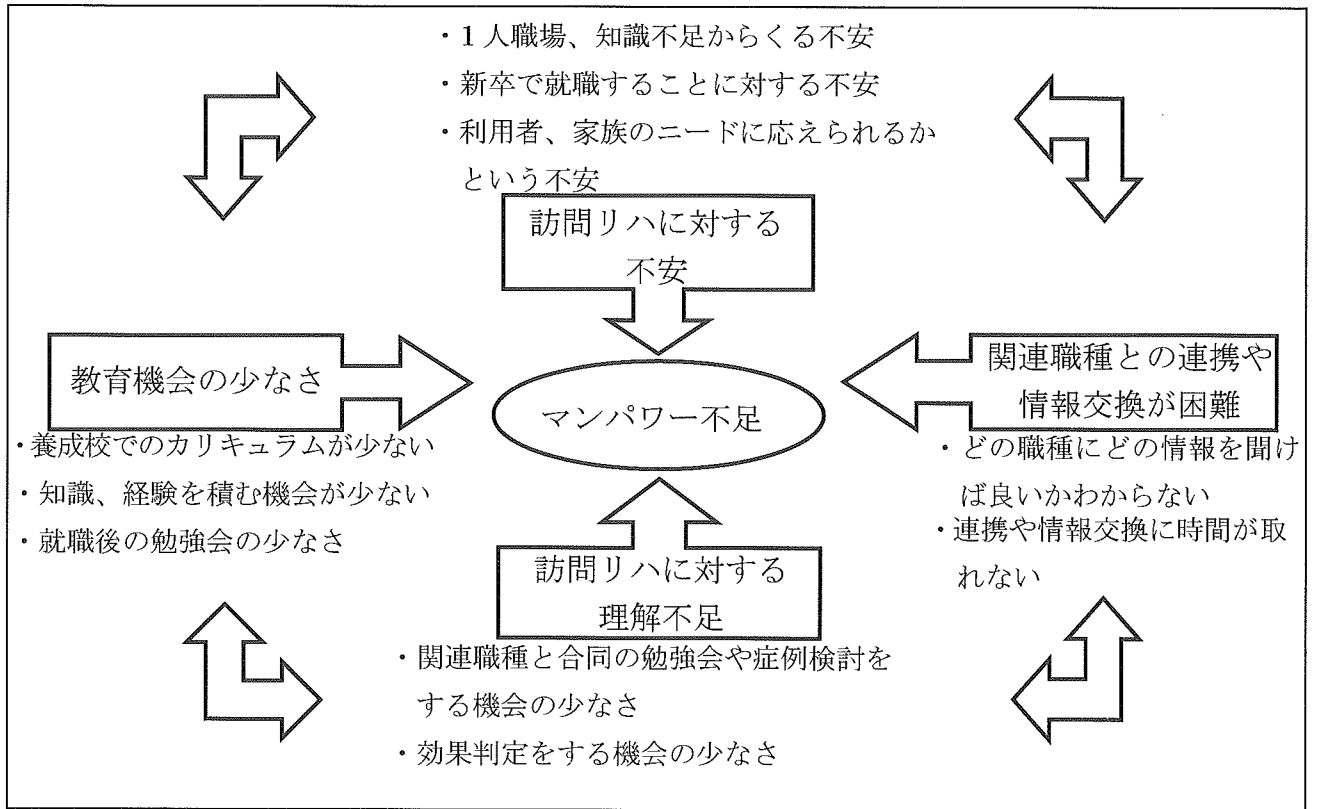 ・1人職場、知識不足からくる不安
・新卒で就職することに対する不安
・利用者、家族のニードに応えられるか
という不安
訪問リハに対する
不安
教育機会の少なさ
・養成校でのカリキュラムが少ない
・知識、経験を積む機会が少ない
・就職後の勉強会の少なさ
マンパワー不足
関連職種との連携や
情報交換が困難
・どの職種にどの情報を聞け
ば良いかわからない
・連携や情報交換に時間が取
れない
訪問リハに対する
理解不足
・関連職種と合同の勉強会や症例検討を
する機会の少なさ
・効果判定をする機会の少なさ